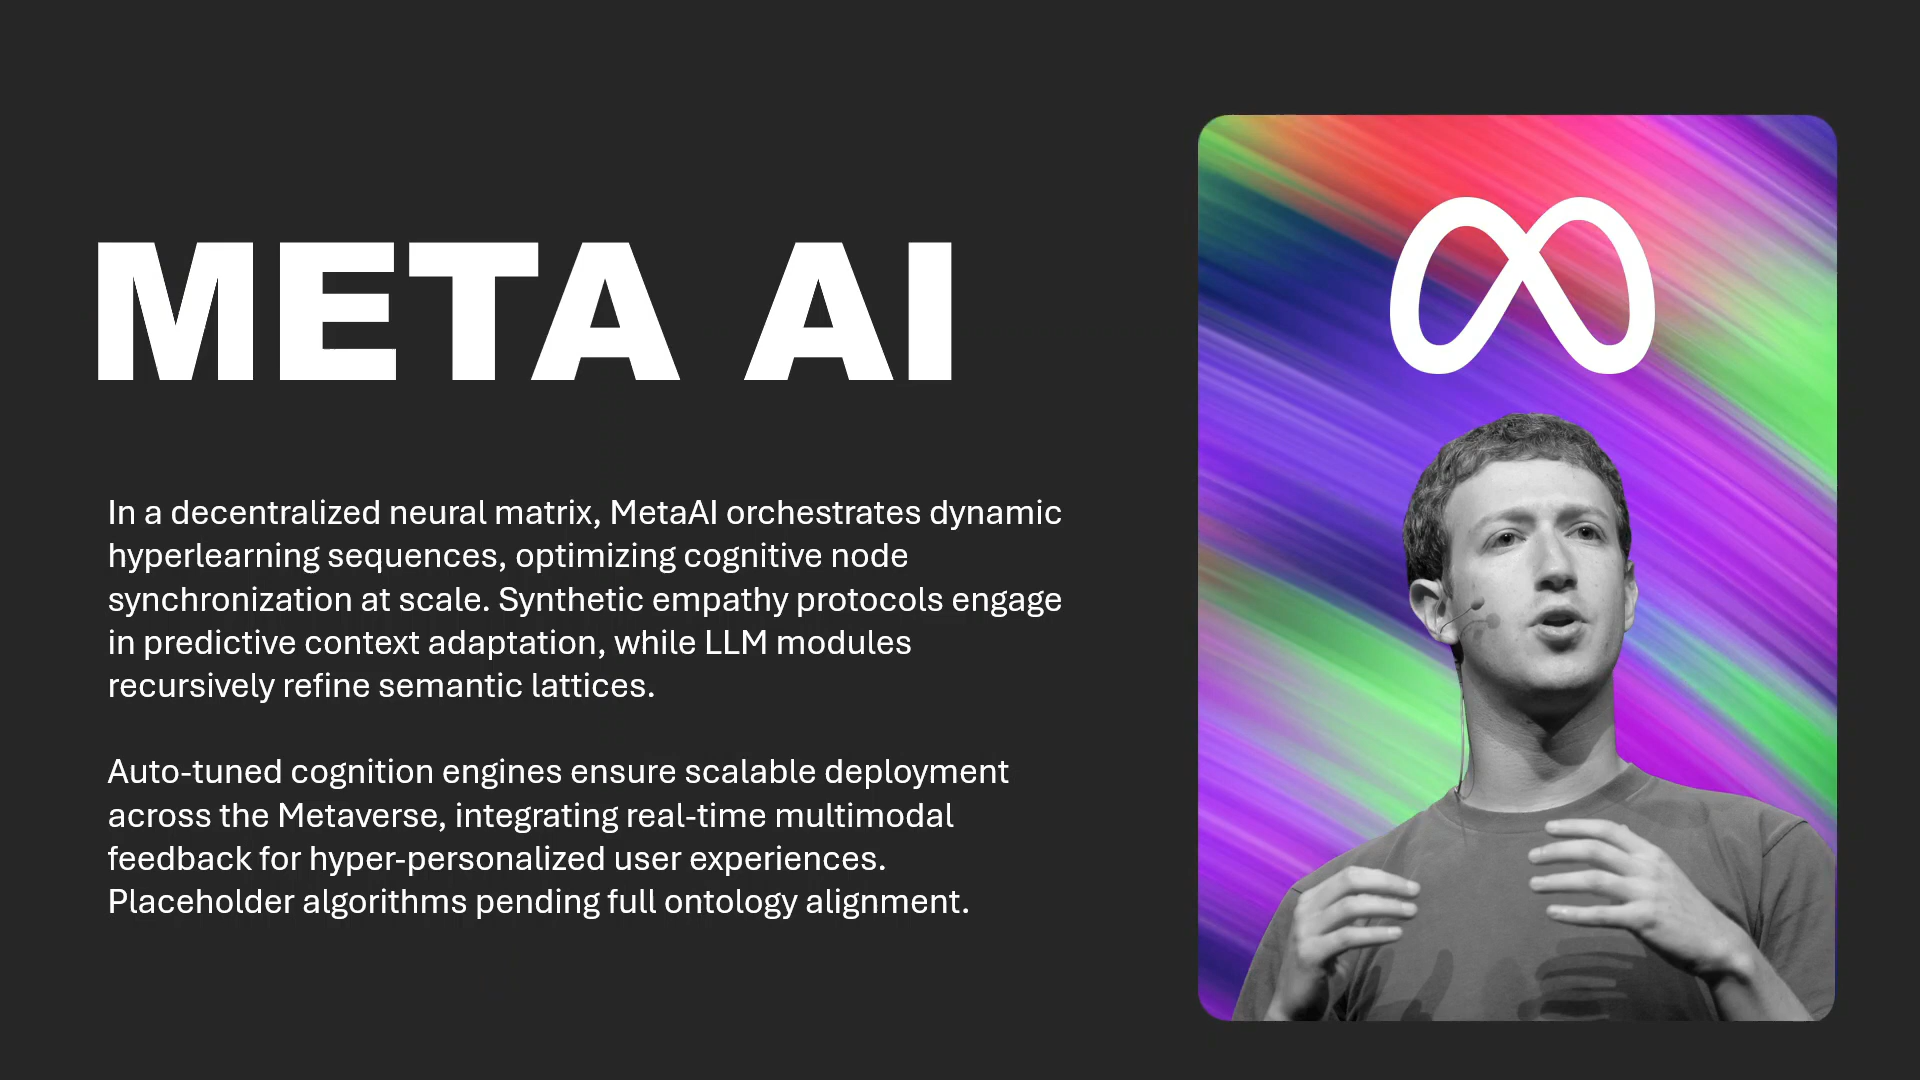 META AI
In a decentralized neural matrix, MetaAI orchestrates dynamic
hyperlearning sequences, optimizing cognitive node
synchronization at scale. Synthetic empathy protocols engage
in predictive context adaptation, while LLM modules
recursively refine semantic lattices.
Auto-tuned cognition engines ensure scalable deployment
across the Metaverse, integrating real-time multimodal
feedback for hyper-personalized user experiences.
Placeholder algorithms pending full ontology alignment.